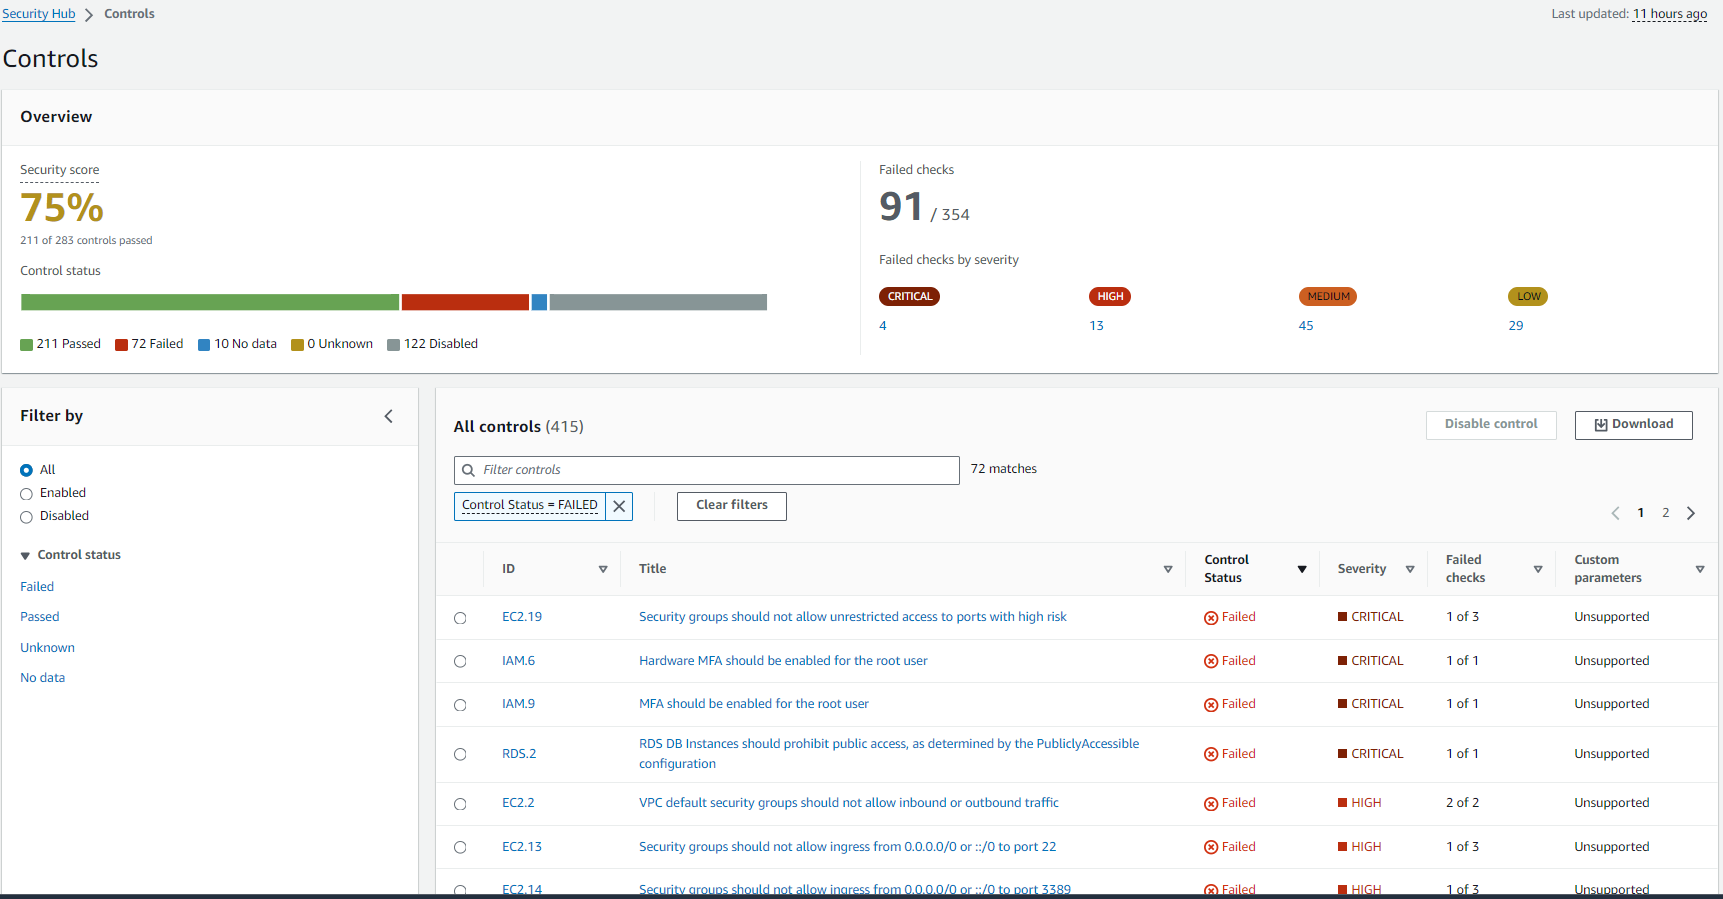 Security Hub > Controls
Last updated: 11 hours ago
Controls
Overview
Security score
75%
211 of 283 controls passed
Control status
211 Passed 72 Failed 10 No data 0 Unknown 122 Disabled
Failed checks
91 / 354
Failed checks by severity
CRITICAL HIGH MEDIUM LOW
4 13 45 29
Filter by
All
Enabled
Disabled
Control status
Failed
Passed
Unknown
No data
All controls (415)
Disable control
Download
Filter controls
72 matches
Control Status = FAILED
Clear filters
1 2
ID Title Control Status Severity Failed checks Custom parameters
EC2.19 Security groups should not allow unrestricted access to ports with high risk Failed CRITICAL 1 of 3 Unsupported
IAM.6 Hardware MFA should be enabled for the root user Failed CRITICAL 1 of 1 Unsupported
IAM.9 MFA should be enabled for the root user Failed CRITICAL 1 of 1 Unsupported
RDS.2 RDS DB Instances should prohibit public access, as determined by the PubliclyAccessible configuration Failed CRITICAL 1 of 1 Unsupported
EC2.2 VPC default security groups should not allow inbound or outbound traffic Failed HIGH 2 of 2 Unsupported
EC2.13 Security groups should not allow ingress from 0.0.0.0/0 or ::/0 to port 22 Failed HIGH 1 of 3 Unsupported
EC2.14 Security groups should not allow ingress from 0.0.0.0/0 or ::/0 to port 3389 Failed HIGH 1 of 3 Unsupported